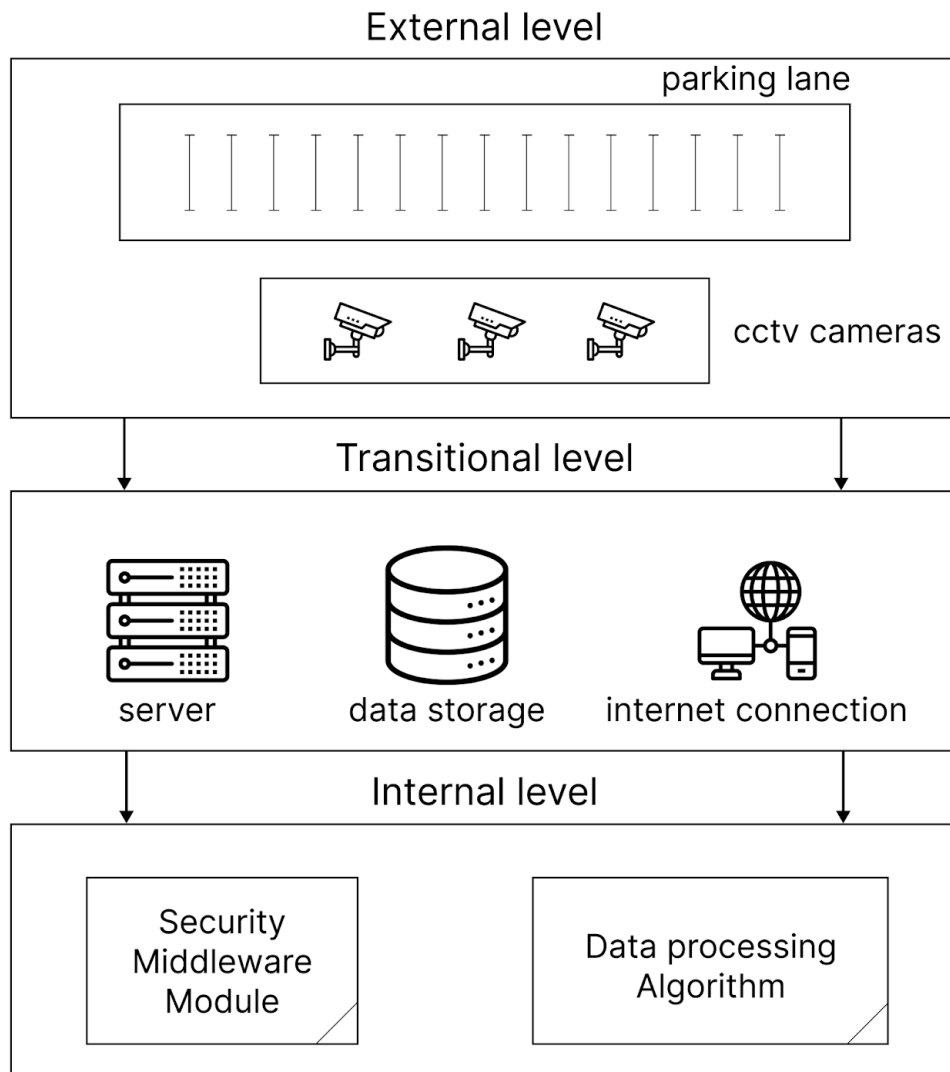 External level
parking lane
cctv cameras
Transitional level
server
data storage
internet connection
Internal level
Security
Middleware
Module
Data processing
Algorithm